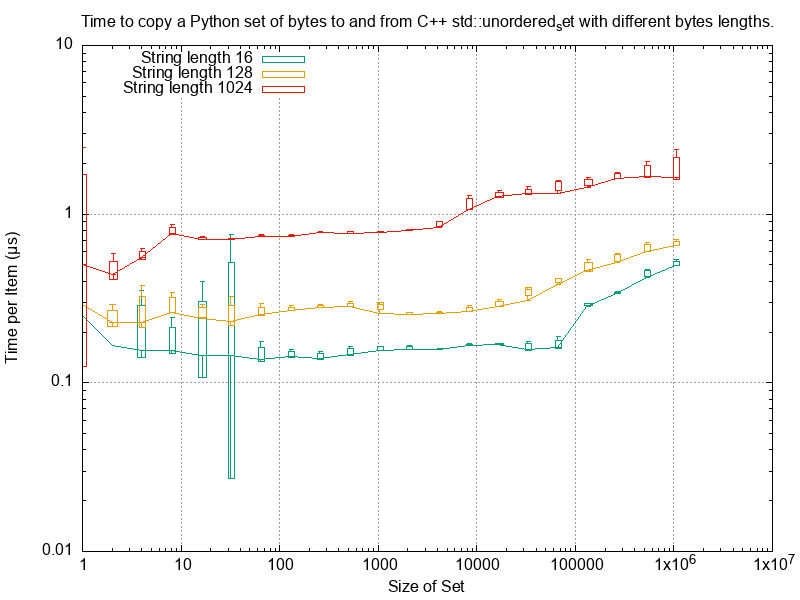 Time to copy a Python set of bytes to and from C++ std::unordered_set with different bytes lengths.
10
String length 16
String length 128
String length 1024
1
0.1
0.01
Time per Item (µs)
1 10 100 1000 10000 100000 1x10^6 1x10^7
Size of Set